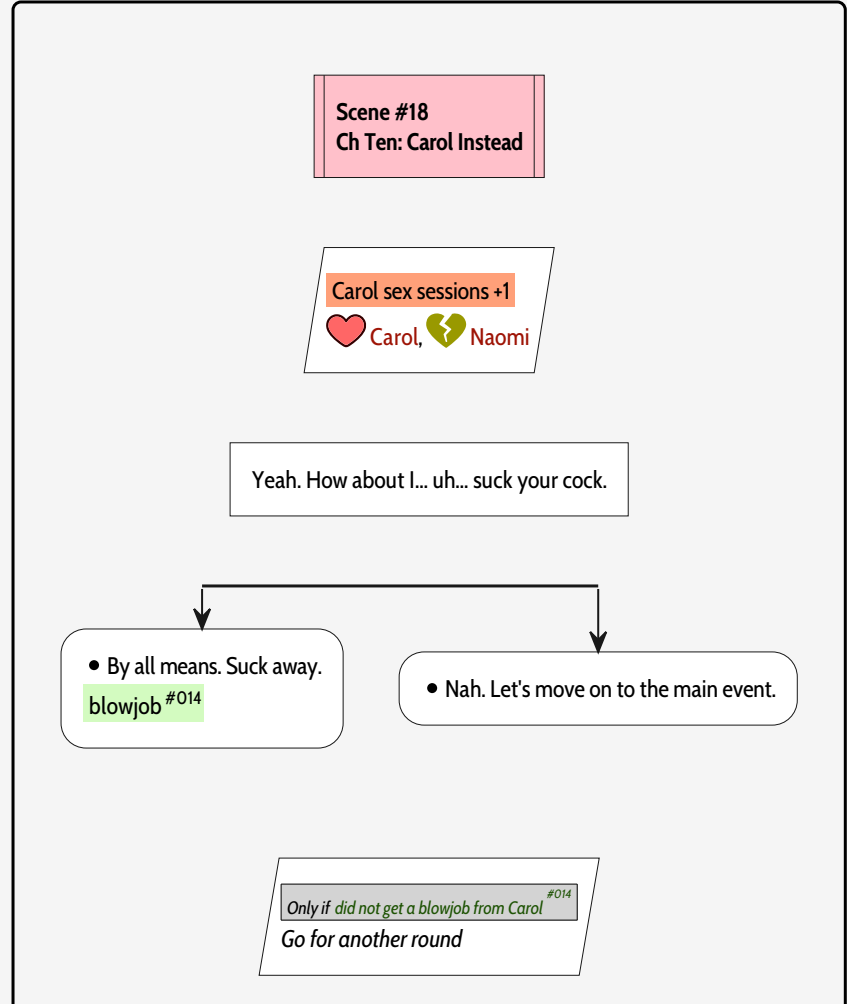 Scene #18
Ch Ten: Carol Instead
Carol sex sessions +1
Carol, Naomi
Yeah. How about I... uh... suck your cock.
• By all means. Suck away.
blowjob #014
• Nah. Let's move on to the main event.
Only if did not get a blowjob from Carol #014
Go for another round